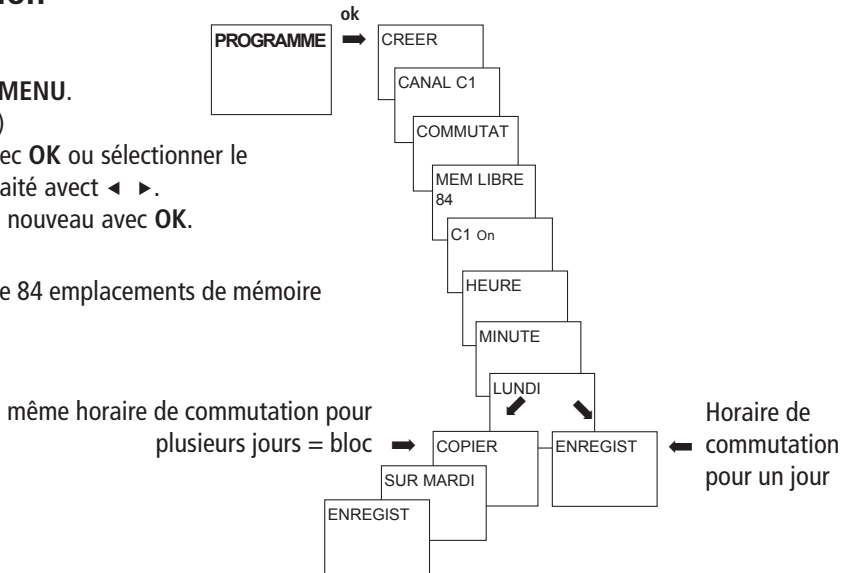 ok
PROGRAMME
CREER
CANAL C1
MENU.
)
COMMUTAT
ec OK ou sélectionner le
aité avect ◄ ►.
MEM LIBRE
84
nouveau avec OK.
C1 On
HEURE
e 84 emplacements de mémoire
MINUTE
LUNDI
même horaire de commutation pour
plusieurs jours = bloc
COPIER
ENREGIST
Horaire de
commutation
pour un jour
SUR MARDI
ENREGIST